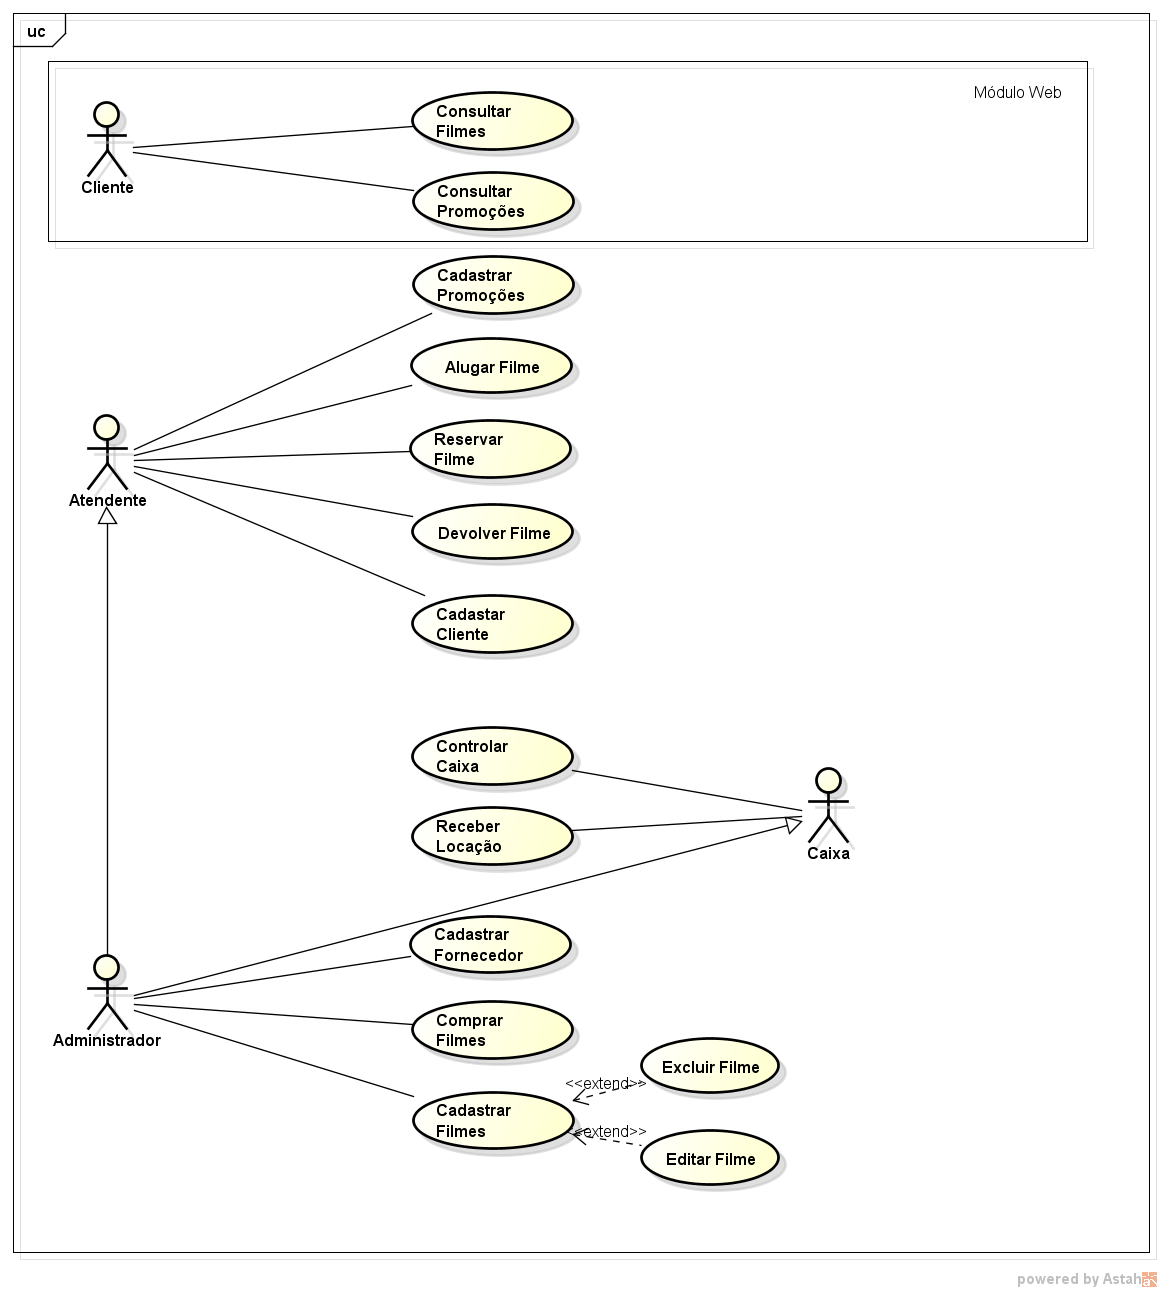 uc
Módulo Web
Consultar
Filmes
Cliente
Consultar
Promoções
Cadastrar
Promoções
Alugar Filme
Reservar
Filme
Atendente
Devolver Filme
Cadastar
Cliente
Controlar
Caixa
Receber
Locação
Caixa
Cadastrar
Fornecedor
Comprar
Filmes
Administrador
Excluir Filme
<<extend>>
Cadastrar
Filmes
<<extend>>
Editar Filme
powered by Astah